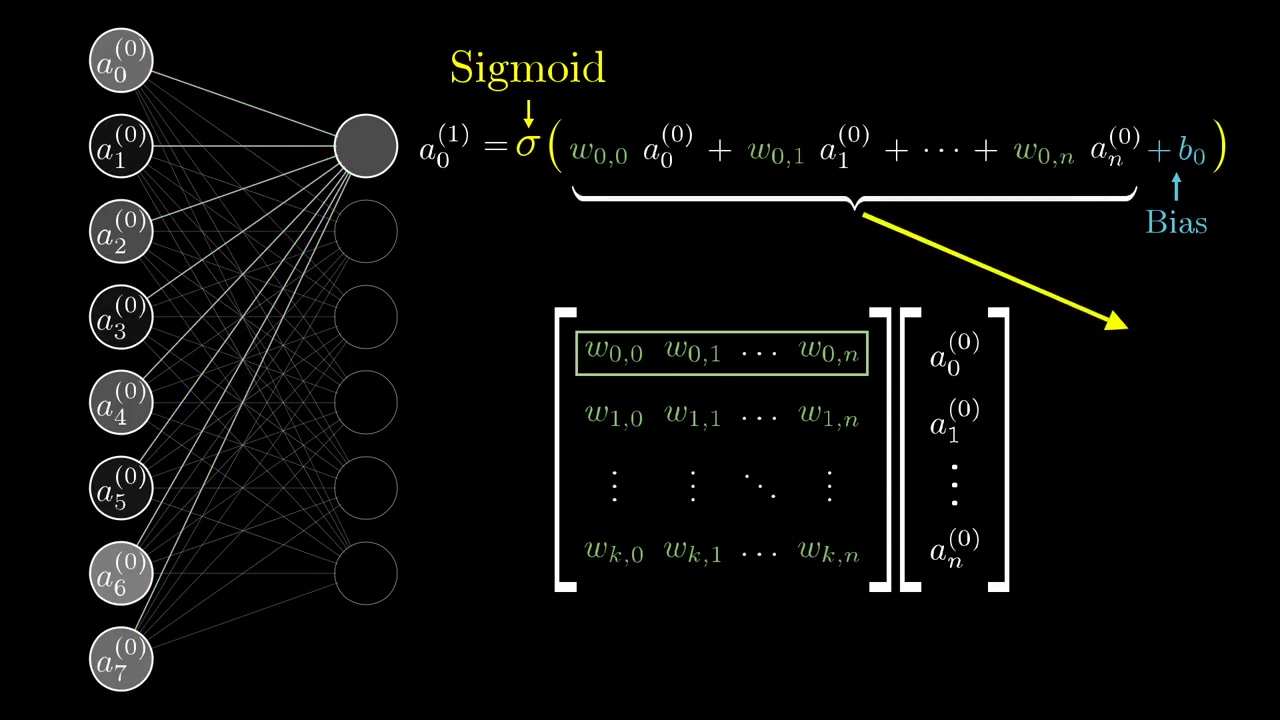 Sigmoid
a_0^{(1)} = σ( w_{0,0} a_0^{(0)} + w_{0,1} a_1^{(0)} + ⋯ + w_{0,n} a_n^{(0)} + b_0 )
Bias
a_0^{(0)}
a_1^{(0)}
a_2^{(0)}
a_3^{(0)}
a_4^{(0)}
a_5^{(0)}
a_6^{(0)}
a_7^{(0)}
w_{0,0} w_{0,1} … w_{0,n} a_0^{(0)}
w_{1,0} w_{1,1} … w_{1,n} a_1^{(0)}
⋮ ⋮ ⋱ ⋮ ⋮
w_{k,0} w_{k,1} … w_{k,n} a_n^{(0)}